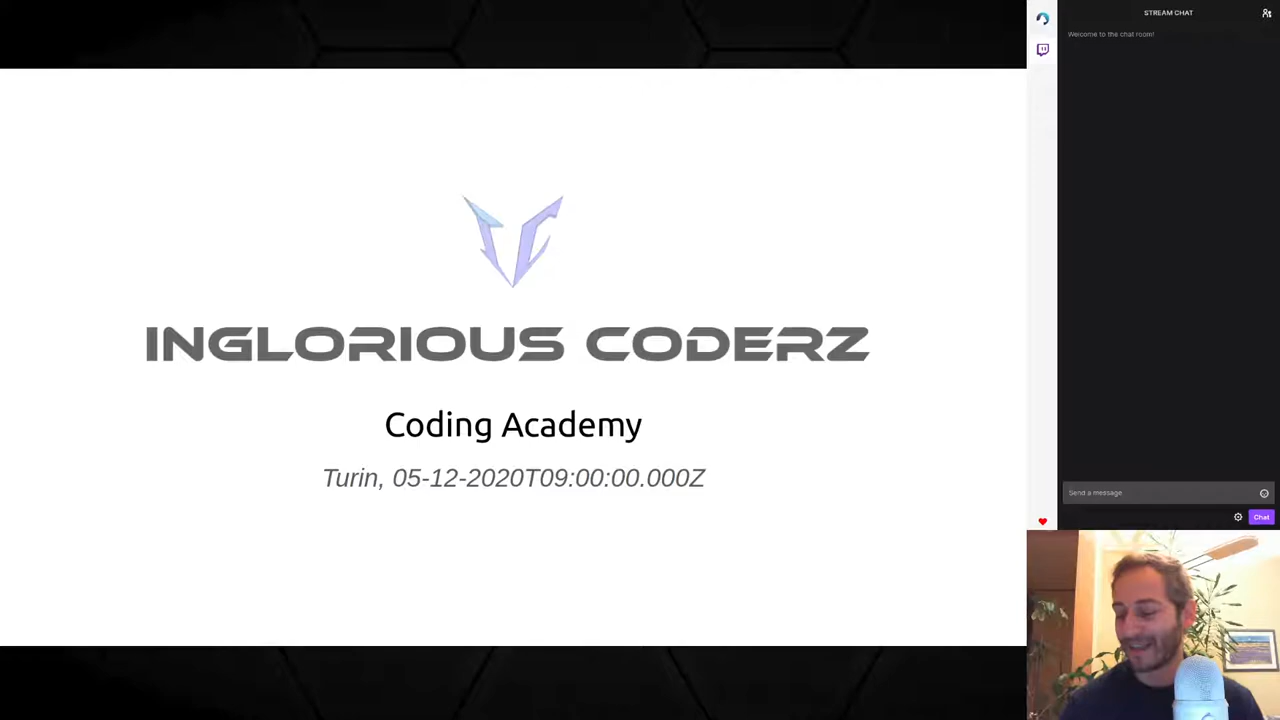 STREAM CHAT
Welcome to the chat room!
INGLORIOUS CODERZ
Coding Academy
Turin, 05-12-2020T09:00:00.000Z
Send a message
Chat